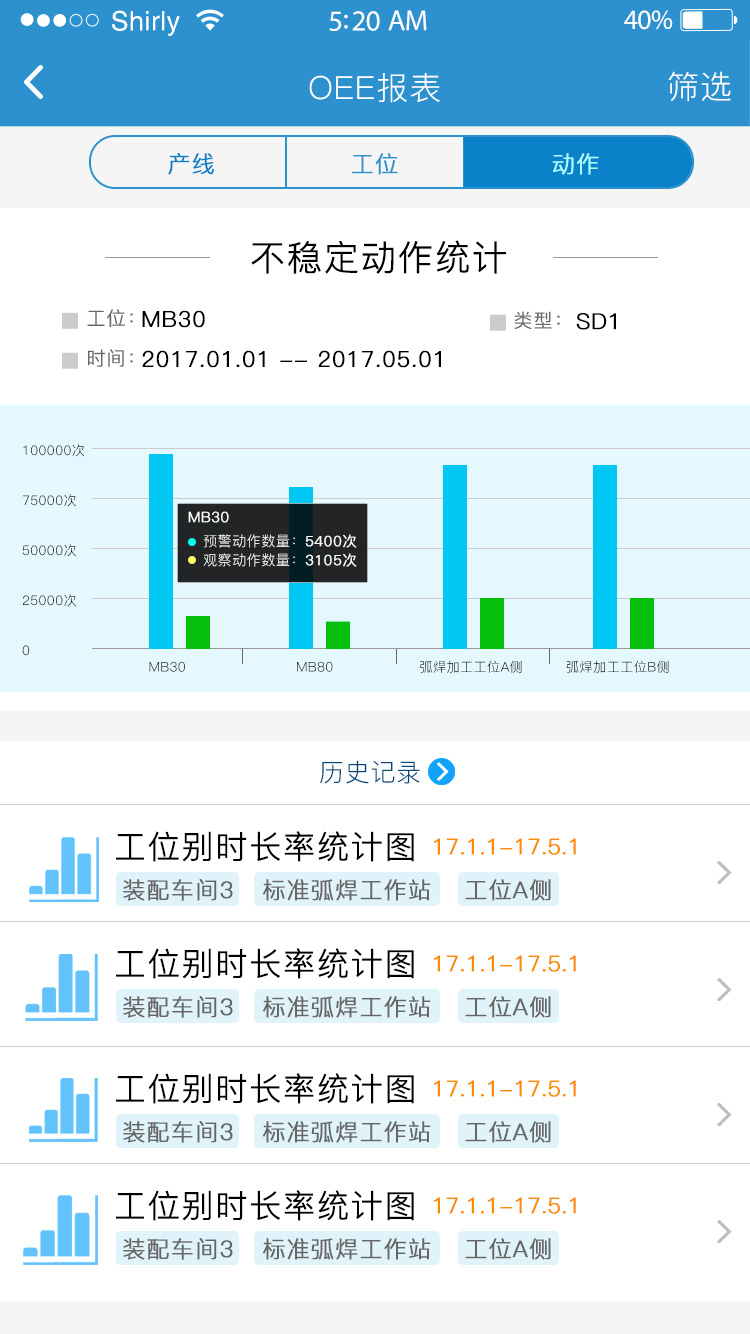 Shirly 5:20 AM 40%
OEE报表 筛选
产线 工位 动作
不稳定动作统计
工位: MB30 类型: SD1
时间: 2017.01.01 -- 2017.05.01
100000次
75000次
50000次
25000次
0
MB30
预警动作数量: 5400次
观察动作数量: 3105次
MB30 MB80 弧焊加工工位A侧 弧焊加工工位B侧
历史记录
工位别时长率统计图 17.1.1-17.5.1
装配车间3 标准弧焊工作站 工位A侧
工位别时长率统计图 17.1.1-17.5.1
装配车间3 标准弧焊工作站 工位A侧
工位别时长率统计图 17.1.1-17.5.1
装配车间3 标准弧焊工作站 工位A侧
工位别时长率统计图 17.1.1-17.5.1
装配车间3 标准弧焊工作站 工位A侧